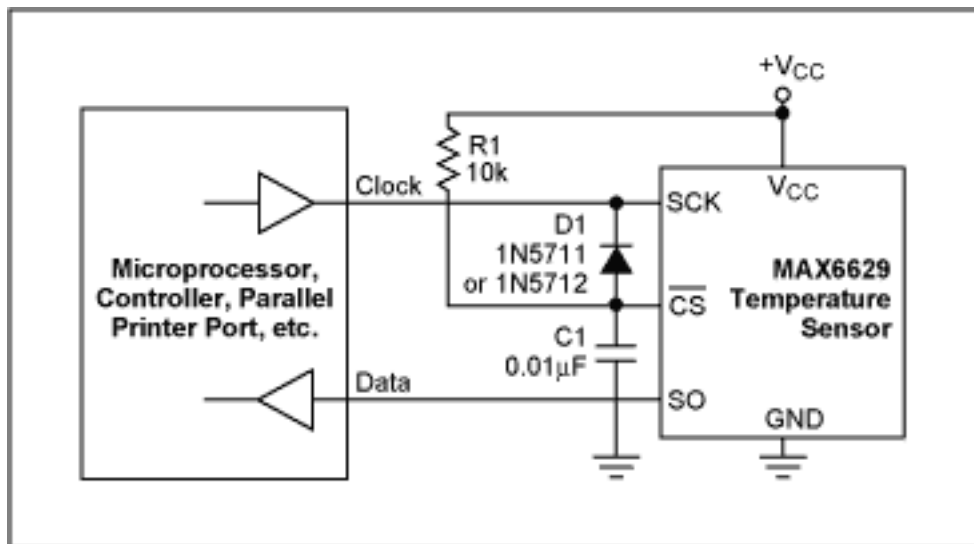 +VCC
R1
10k
Clock
SCK
VCC
D1
1N5711
or 1N5712
Microprocessor,
Controller, Parallel
Printer Port, etc.
MAX6629
Temperature
Sensor
C̅S̅
C1
0.01µF
Data
SO
GND